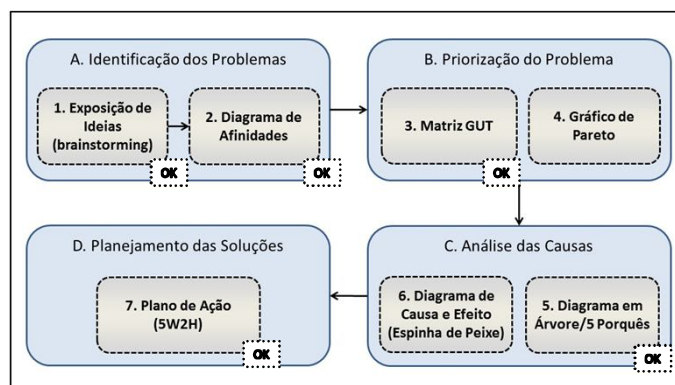 A. Identificação dos Problemas
1. Exposição de
Ideias
(brainstorming)
OK
2. Diagrama de
Afinidades
OK
B. Priorização do Problema
3. Matriz GUT
OK
4. Gráfico de
Pareto
C. Análise das Causas
6. Diagrama de
Causa e Efeito
(Espinha de Peixe)
5. Diagrama em
Árvore/5 Porquês
OK
D. Planejamento das Soluções
7. Plano de Ação
(5W2H)
OK